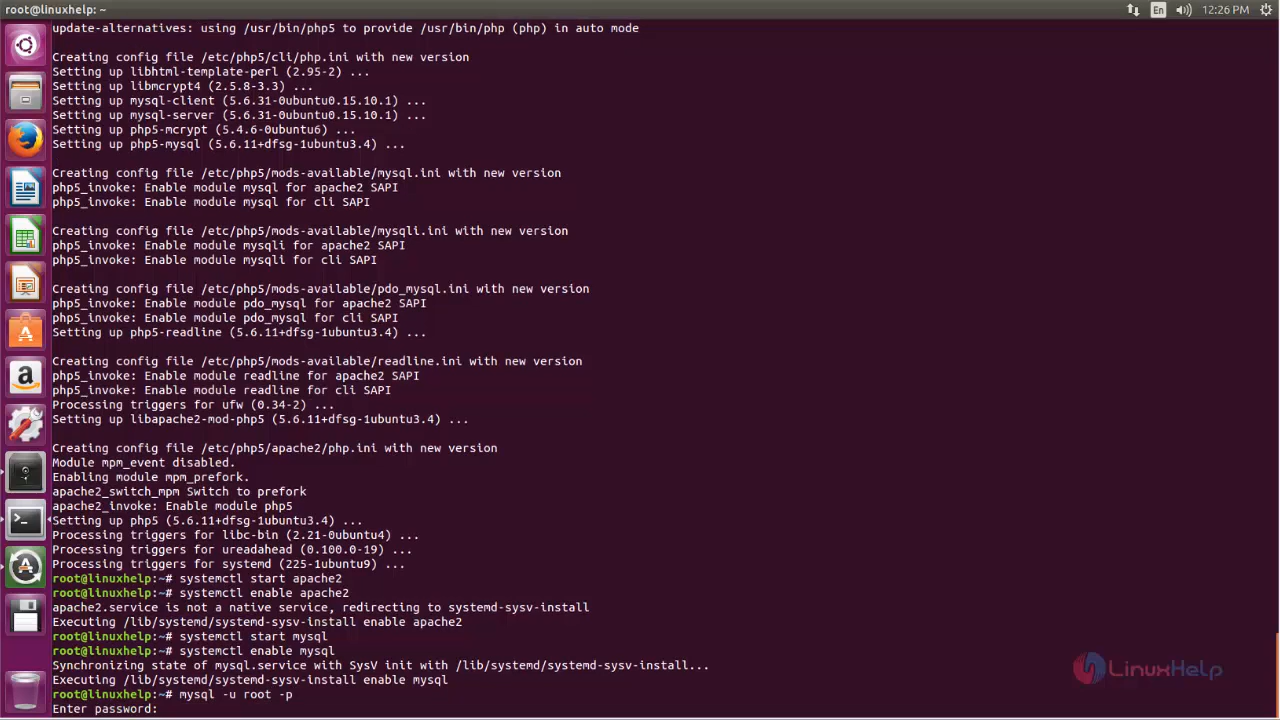 root@linuxhelp: ~
En
12:26 PM
update-alternatives: using /usr/bin/php5 to provide /usr/bin/php (php) in auto mode
Creating config file /etc/php5/cli/php.ini with new version
Setting up libhtml-template-perl (2.95-2) ...
Setting up libmcrypt4 (2.5.8-3.3) ...
Setting up mysql-client (5.6.31-0ubuntu0.15.10.1) ...
Setting up mysql-server (5.6.31-0ubuntu0.15.10.1) ...
Setting up php5-mcrypt (5.4.6-0ubuntu6) ...
Setting up php5-mysql (5.6.11+dfsg-1ubuntu3.4) ...
Creating config file /etc/php5/mods-available/mysql.ini with new version
php5_invoke: Enable module mysql for apache2 SAPI
php5_invoke: Enable module mysql for cli SAPI
Creating config file /etc/php5/mods-available/mysqli.ini with new version
php5_invoke: Enable module mysqli for apache2 SAPI
php5_invoke: Enable module mysqli for cli SAPI
Creating config file /etc/php5/mods-available/pdo_mysql.ini with new version
php5_invoke: Enable module pdo_mysql for apache2 SAPI
php5_invoke: Enable module pdo_mysql for cli SAPI
Setting up php5-readline (5.6.11+dfsg-1ubuntu3.4) ...
Creating config file /etc/php5/mods-available/readline.ini with new version
php5_invoke: Enable module readline for apache2 SAPI
php5_invoke: Enable module readline for cli SAPI
Processing triggers for ufw (0.34-2) ...
Setting up libapache2-mod-php5 (5.6.11+dfsg-1ubuntu3.4) ...
Creating config file /etc/php5/apache2/php.ini with new version
Module mpm_event disabled.
Enabling module mpm_prefork.
apache2_switch_mpm Switch to prefork
apache2_invoke: Enable module php5
Setting up php5 (5.6.11+dfsg-1ubuntu3.4) ...
Processing triggers for libc-bin (2.21-0ubuntu4) ...
Processing triggers for ureadahead (0.100.0-19) ...
Processing triggers for systemd (225-1ubuntu9) ...
root@linuxhelp:~# systemctl start apache2
root@linuxhelp:~# systemctl enable apache2
apache2.service is not a native service, redirecting to systemd-sysv-install
Executing /lib/systemd/systemd-sysv-install enable apache2
root@linuxhelp:~# systemctl start mysql
root@linuxhelp:~# systemctl enable mysql
Synchronizing state of mysql.service with SysV init with /lib/systemd/systemd-sysv-install...
Executing /lib/systemd/systemd-sysv-install enable mysql
root@linuxhelp:~# mysql -u root -p
Enter password:
LinuxHelp